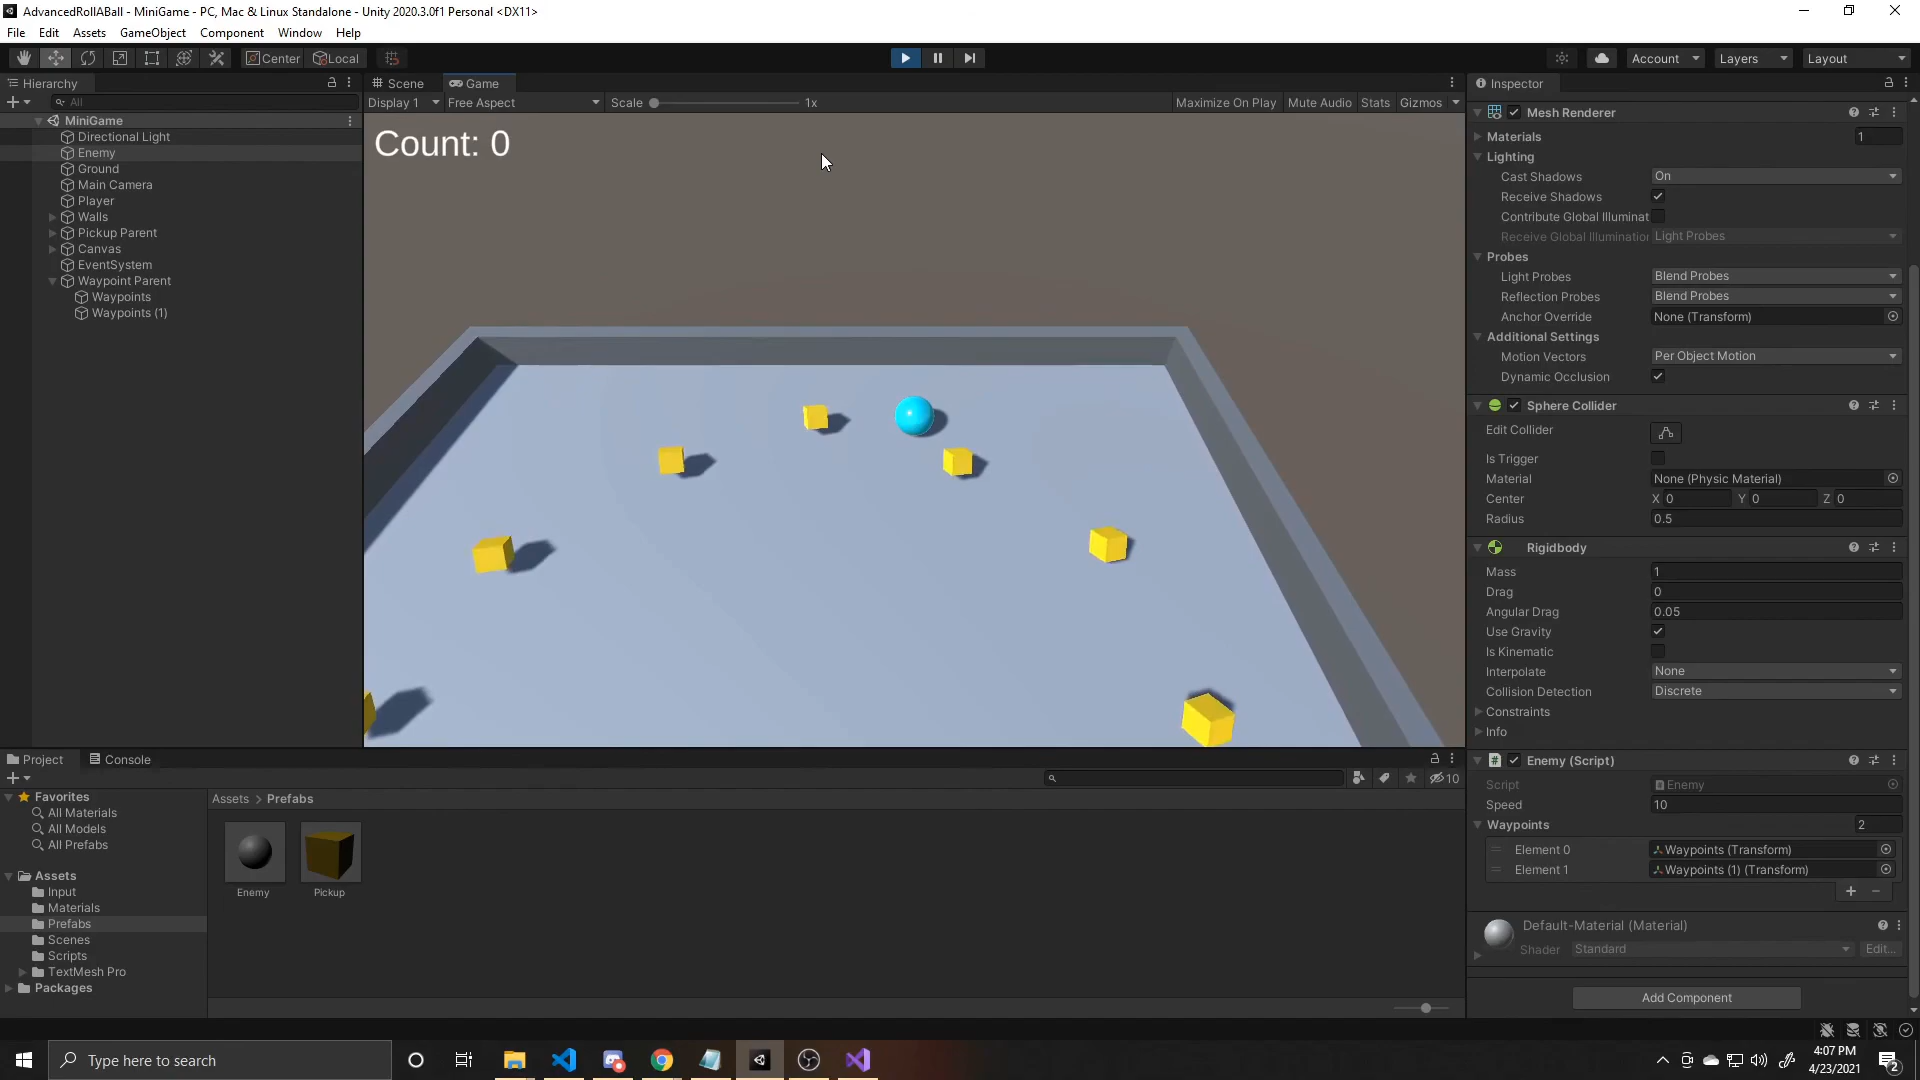 AdvancedRollABall - MiniGame - PC, Mac & Linux Standalone - Unity 2020.3.0f1 Personal <DX11>
File Edit Assets GameObject Component Window Help
Center Local Account Layers Layout
Hierarchy
Scene Game
Inspector
All
Display 1 Free Aspect Scale 1x Maximize On Play Mute Audio Stats Gizmos
MiniGame
Directional Light
Enemy
Ground
Main Camera
Player
Walls
Pickup Parent
Canvas
EventSystem
Waypoint Parent
Waypoints
Waypoints (1)
Count: 0
Mesh Renderer
Materials 1
Lighting
Cast Shadows On
Receive Shadows
Contribute Global Illuminat
Receive Global Illumination Light Probes
Probes
Light Probes Blend Probes
Reflection Probes Blend Probes
Anchor Override None (Transform)
Additional Settings
Motion Vectors Per Object Motion
Dynamic Occlusion
Sphere Collider
Edit Collider
Is Trigger
Material None (Physic Material)
Center X 0 Y 0 Z 0
Radius 0.5
Rigidbody
Mass 1
Drag 0
Angular Drag 0.05
Use Gravity
Is Kinematic
Interpolate None
Collision Detection Discrete
Constraints
Info
Enemy (Script)
Script Enemy
Speed 10
Waypoints 2
Element 0 Waypoints (Transform)
Element 1 Waypoints (1) (Transform)
Default-Material (Material)
Shader Standard Edit...
Add Component
Project Console
10
Favorites
All Materials
All Models
All Prefabs
Assets
Input
Materials
Prefabs
Scenes
Scripts
TextMesh Pro
Packages
Assets > Prefabs
Enemy Pickup
Type here to search
4:07 PM
4/23/2021
2